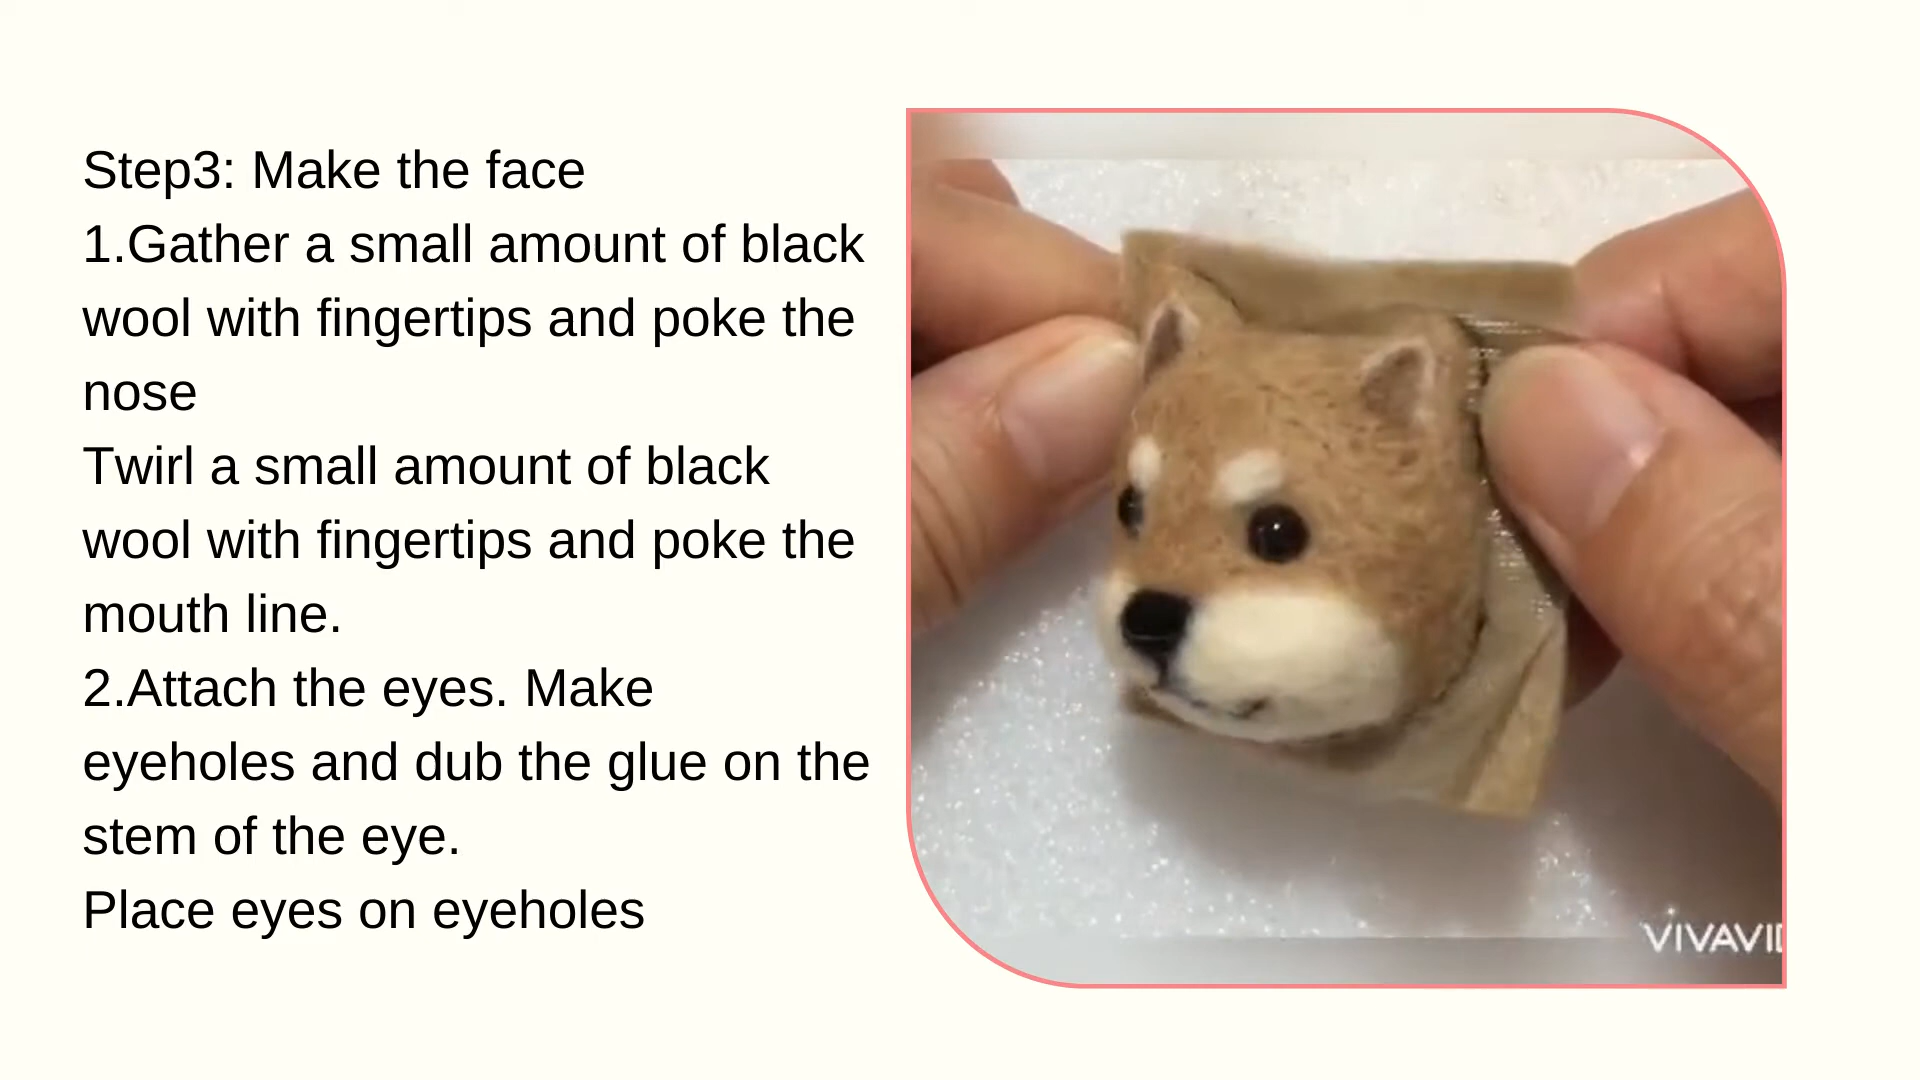 Step3: Make the face
1.Gather a small amount of black
wool with fingertips and poke the
nose
Twirl a small amount of black
wool with fingertips and poke the
mouth line.
2.Attach the eyes. Make
eyeholes and dub the glue on the
stem of the eye.
Place eyes on eyeholes
VIVAVID